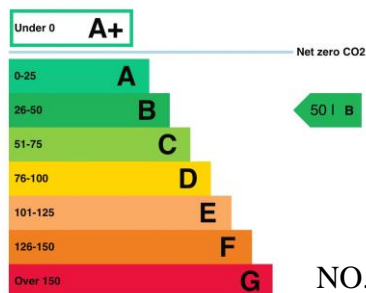 Under 0 A+
Net zero CO2
0-25 A
26-50 B
50 I B
51-75 C
76-100 D
101-125 E
126-150 F
Over 150 G
NO.